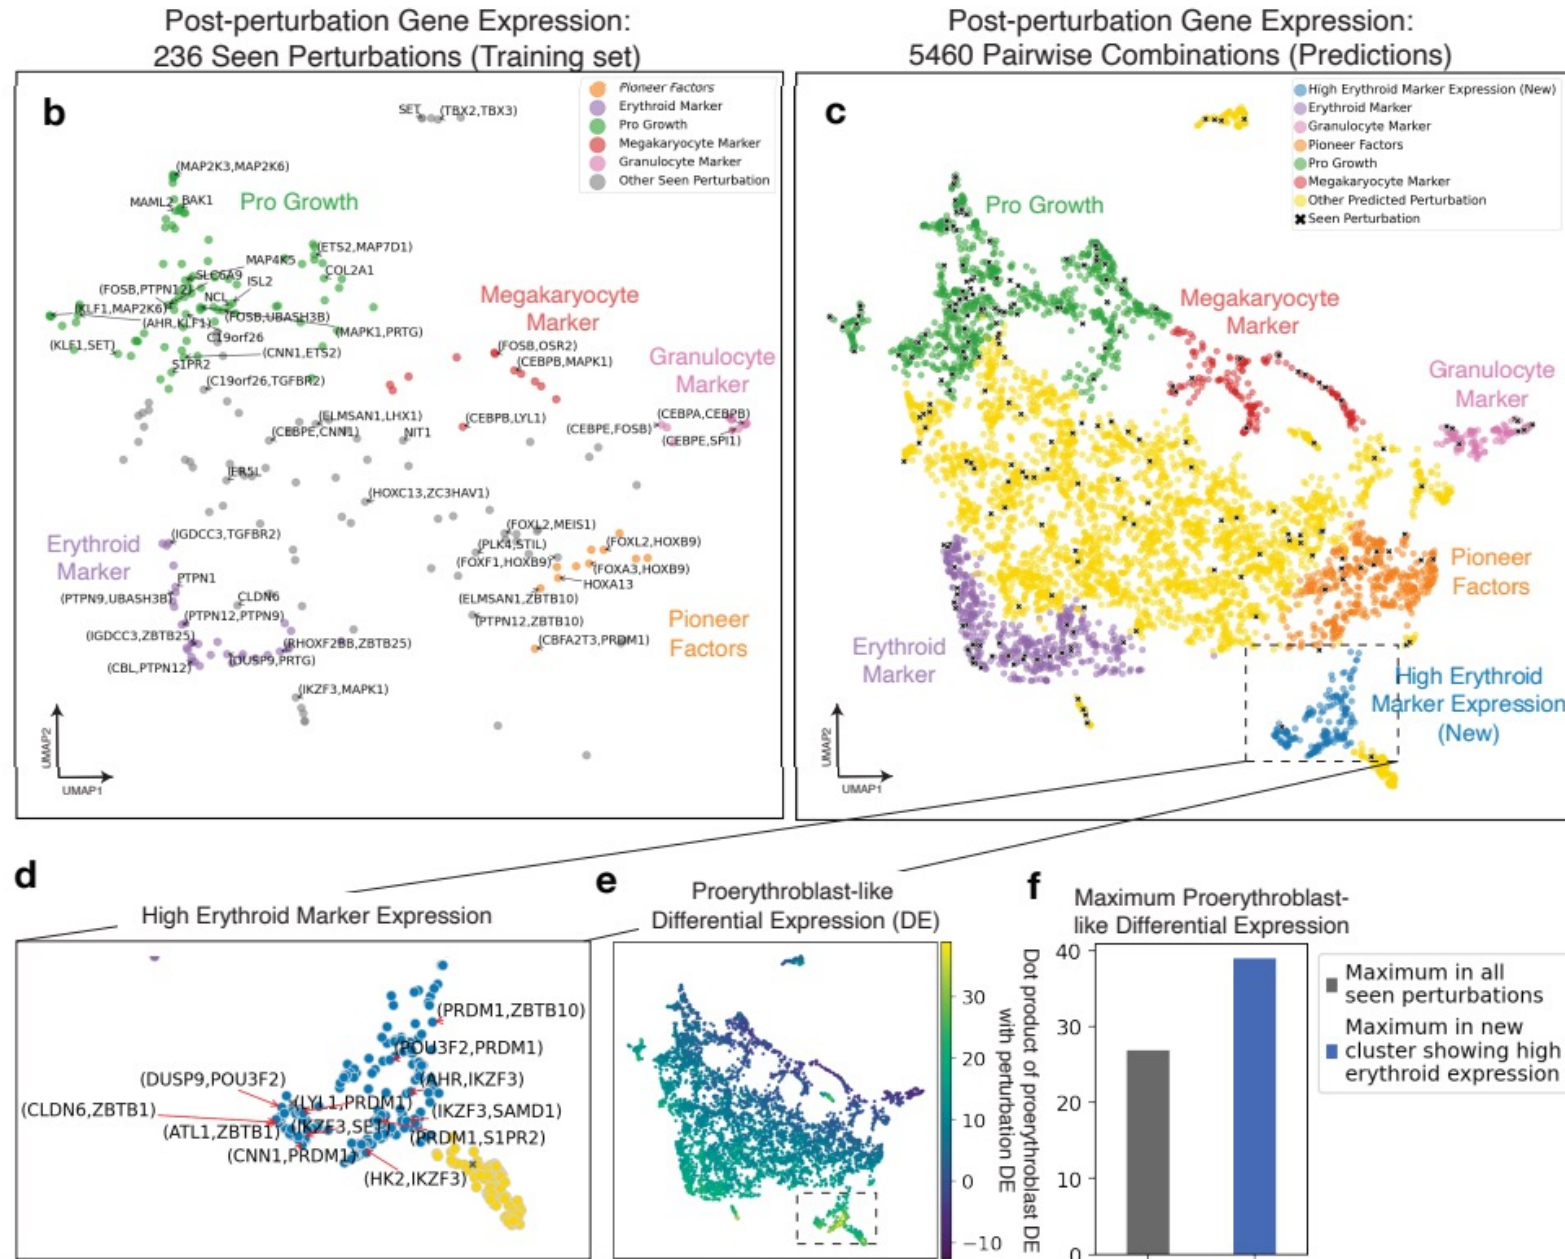 Post-perturbation Gene Expression:
236 Seen Perturbations (Training set)
b
Pioneer Factors
Erythroid Marker
Pro Growth
Megakaryocyte Marker
Granulocyte Marker
Other Seen Perturbation
SET
(TBX2,TBX3)
(MAP2K3,MAP2K6)
MAML2
BAK1
Pro Growth
(ETS2,MAP7D1)
MAP4K5
COL2A1
SLC6A9
ISL2
(FOSB,PTPN12)
NCL
(KLF1,MAP2K6)
(FOSB,UBASH3B)
(AHR,KLF1)
(MAPK1,PRTG)
C19orf26
(KLF1,SET)
(CNN1,ETS2)
S1PR2
(C19orf26,TGFBR2)
Megakaryocyte
Marker
(FOSB,OSR2)
(CEBPB,MAPK1)
Granulocyte
Marker
(ELMSAN1,LHX1)
(CEBPB,LYL1)
(CEBPA,CEBPB)
(CEBPE,CNN1)
NIT1
(CEBPE,FOSB)
(CEBPE,SPI1)
IER5L
(HOXC13,ZC3HAV1)
(FOXL2,MEIS1)
Erythroid
Marker
(IGDCC3,TGFBR2)
(PLK4,STIL)
(FOXL2,HOXB9)
(FOXF1,HOXB9)
(FOXA3,HOXB9)
PTPN1
HOXA13
(PTPN9,UBASH3B)
CLDN6
(ELMSAN1,ZBTB10)
(PTPN12,PTPN9)
(PTPN12,ZBTB10)
Pioneer
Factors
(IGDCC3,ZBTB25)
(RHOXF2BB,ZBTB25)
(CBFA2T3,PRDM1)
(DUSP9,PRTG)
(CBL,PTPN12)
(IKZF3,MAPK1)
UMAP2
UMAP1
Post-perturbation Gene Expression:
5460 Pairwise Combinations (Predictions)
c
High Erythroid Marker Expression (New)
Erythroid Marker
Granulocyte Marker
Pioneer Factors
Pro Growth
Megakaryocyte Marker
Other Predicted Perturbation
Seen Perturbation
Pro Growth
Megakaryocyte
Marker
Granulocyte
Marker
Pioneer
Factors
Erythroid
Marker
High Erythroid
Marker Expression
(New)
UMAP2
UMAP1
d
High Erythroid Marker Expression
(PRDM1,ZBTB10)
(POU3F2,PRDM1)
(DUSP9,POU3F2)
(AHR,IKZF3)
(LYL1,PRDM1)
(CLDN6,ZBTB1)
(IKZF3,SAMD1)
(ATL1,ZBTB1)
(IKZF3,SET)
(PRDM1,S1PR2)
(CNN1,PRDM1)
(HK2,IKZF3)
e
Proerythroblast-like
Differential Expression (DE)
30
20
10
0
−10
Dot product of proerythroblast DE
with perturbation DE
f
Maximum Proerythroblast-
like Differential Expression
40
30
20
10
0
Maximum in all
seen perturbations
Maximum in new
cluster showing high
erythroid expression